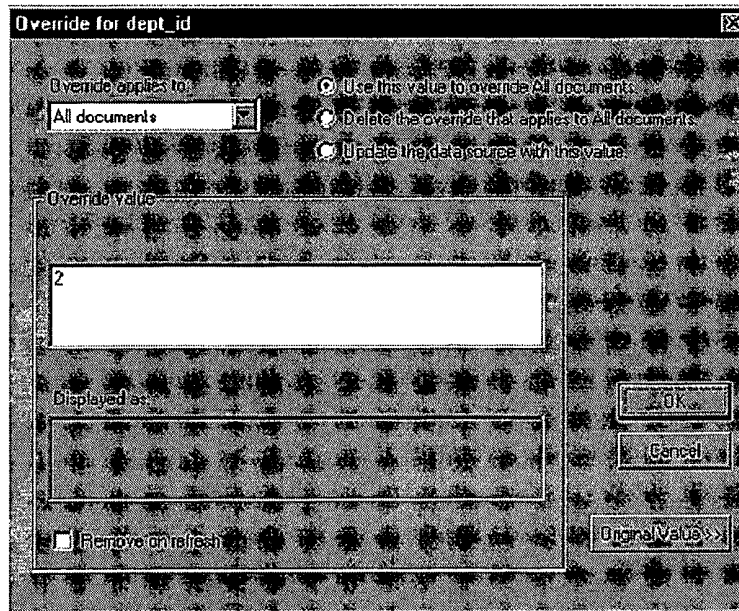 Override for dept_id
Override applies to:
All documents
Use this value to override All documents.
Delete the override that applies to All documents.
Update the data source with this value.
Override value
2
Displayed as:
OK
Cancel
Remove on refresh
Original Value >>